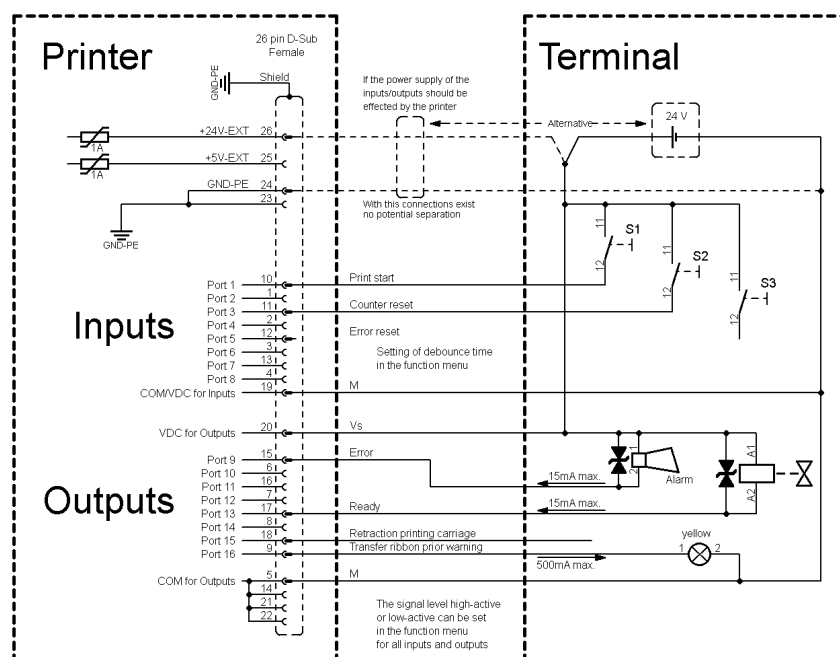 Printer
Terminal
26 pin D-Sub
Female
Shield
GND-PE
If the power supply of the
inputs/outputs should be
effected by the printer
Alternative
24 V
+24V-EXT 26
1A
+5V-EXT 25
1A
GND-PE 24
23
GND-PE
With this connections exist
no potential separation
11
S1
12
11
S2
12
11
S3
12
Inputs
Port 1 10 Print start
Port 2 1
Port 3 11 Counter reset
Port 4 2
Port 5 12 Error reset
Port 6 3
Port 7 13
Port 8 4
COM/VDC for Inputs 19 M
Setting of debounce time
in the function menu
VDC for Outputs 20 Vs
Outputs
Port 9 15 Error
Port 10 6
Port 11 16
Port 12 7
Port 13 17 Ready
Port 14 8
Port 15 18 Retraction printing carriage
Port 16 9 Transfer ribbon prior warning
COM for Outputs 5 M
14
21
22
15mA max.
15mA max.
500mA max.
1
2
Alarm
A1
A2
yellow
1 2
The signal level high-active
or low-active can be set
in the function menu
for all inputs and outputs